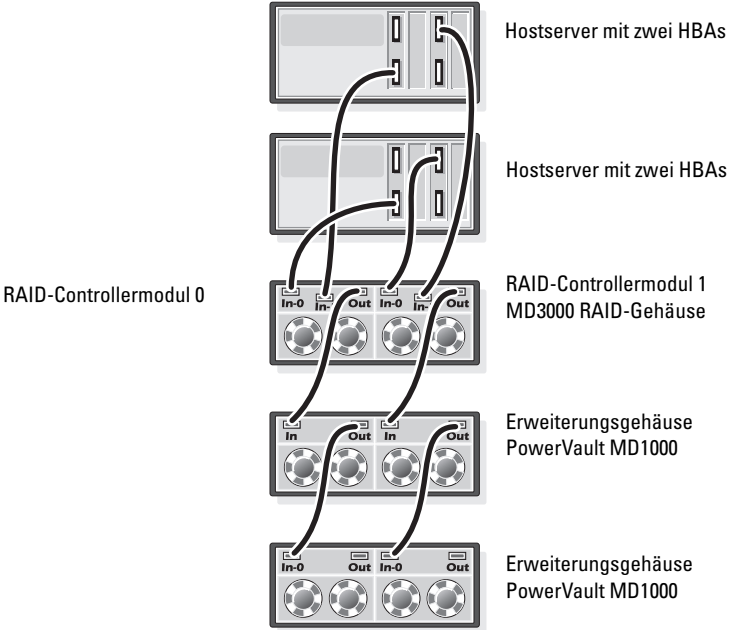 Hostserver mit zwei HBAs
Hostserver mit zwei HBAs
RAID-Controllermodul 0
In-0 In- Out In-0 In- Out
RAID-Controllermodul 1
MD3000 RAID-Gehäuse
In Out In Out
Erweiterungsgehäuse
PowerVault MD1000
In-0 Out In-0 Out
Erweiterungsgehäuse
PowerVault MD1000